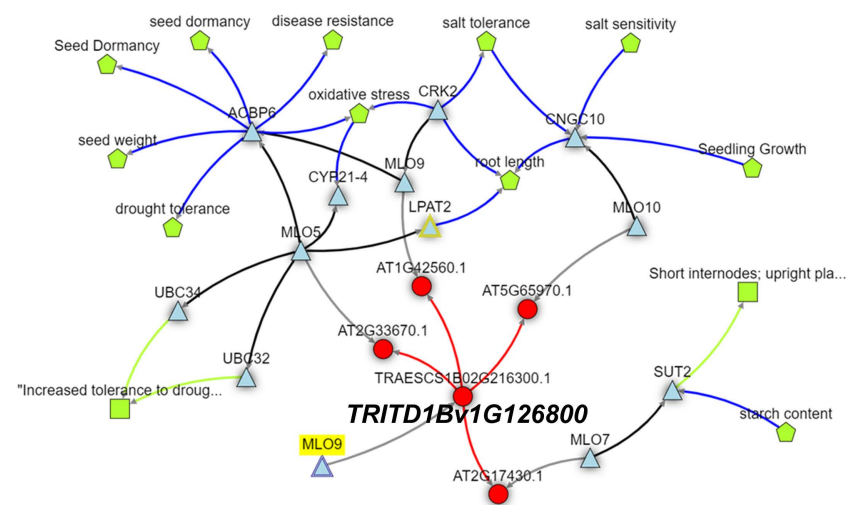 seed dormancy
disease resistance
salt tolerance
salt sensitivity
Seed Dormancy
oxidative stress
CRK2
ACBP6
CNGC10
seed weight
Seedling Growth
root length
MLO9
CYP21-4
drought tolerance
LPAT2
MLO10
MLO5
AT1G42560.1
Short internodes; upright pla...
UBC34
AT5G65970.1
AT2G33670.1
UBC32
TRAESCS1B02G216300.1
SUT2
"Increased tolerance to droug...
TRITD1Bv1G126800
starch content
MLO9
MLO7
AT2G17430.1